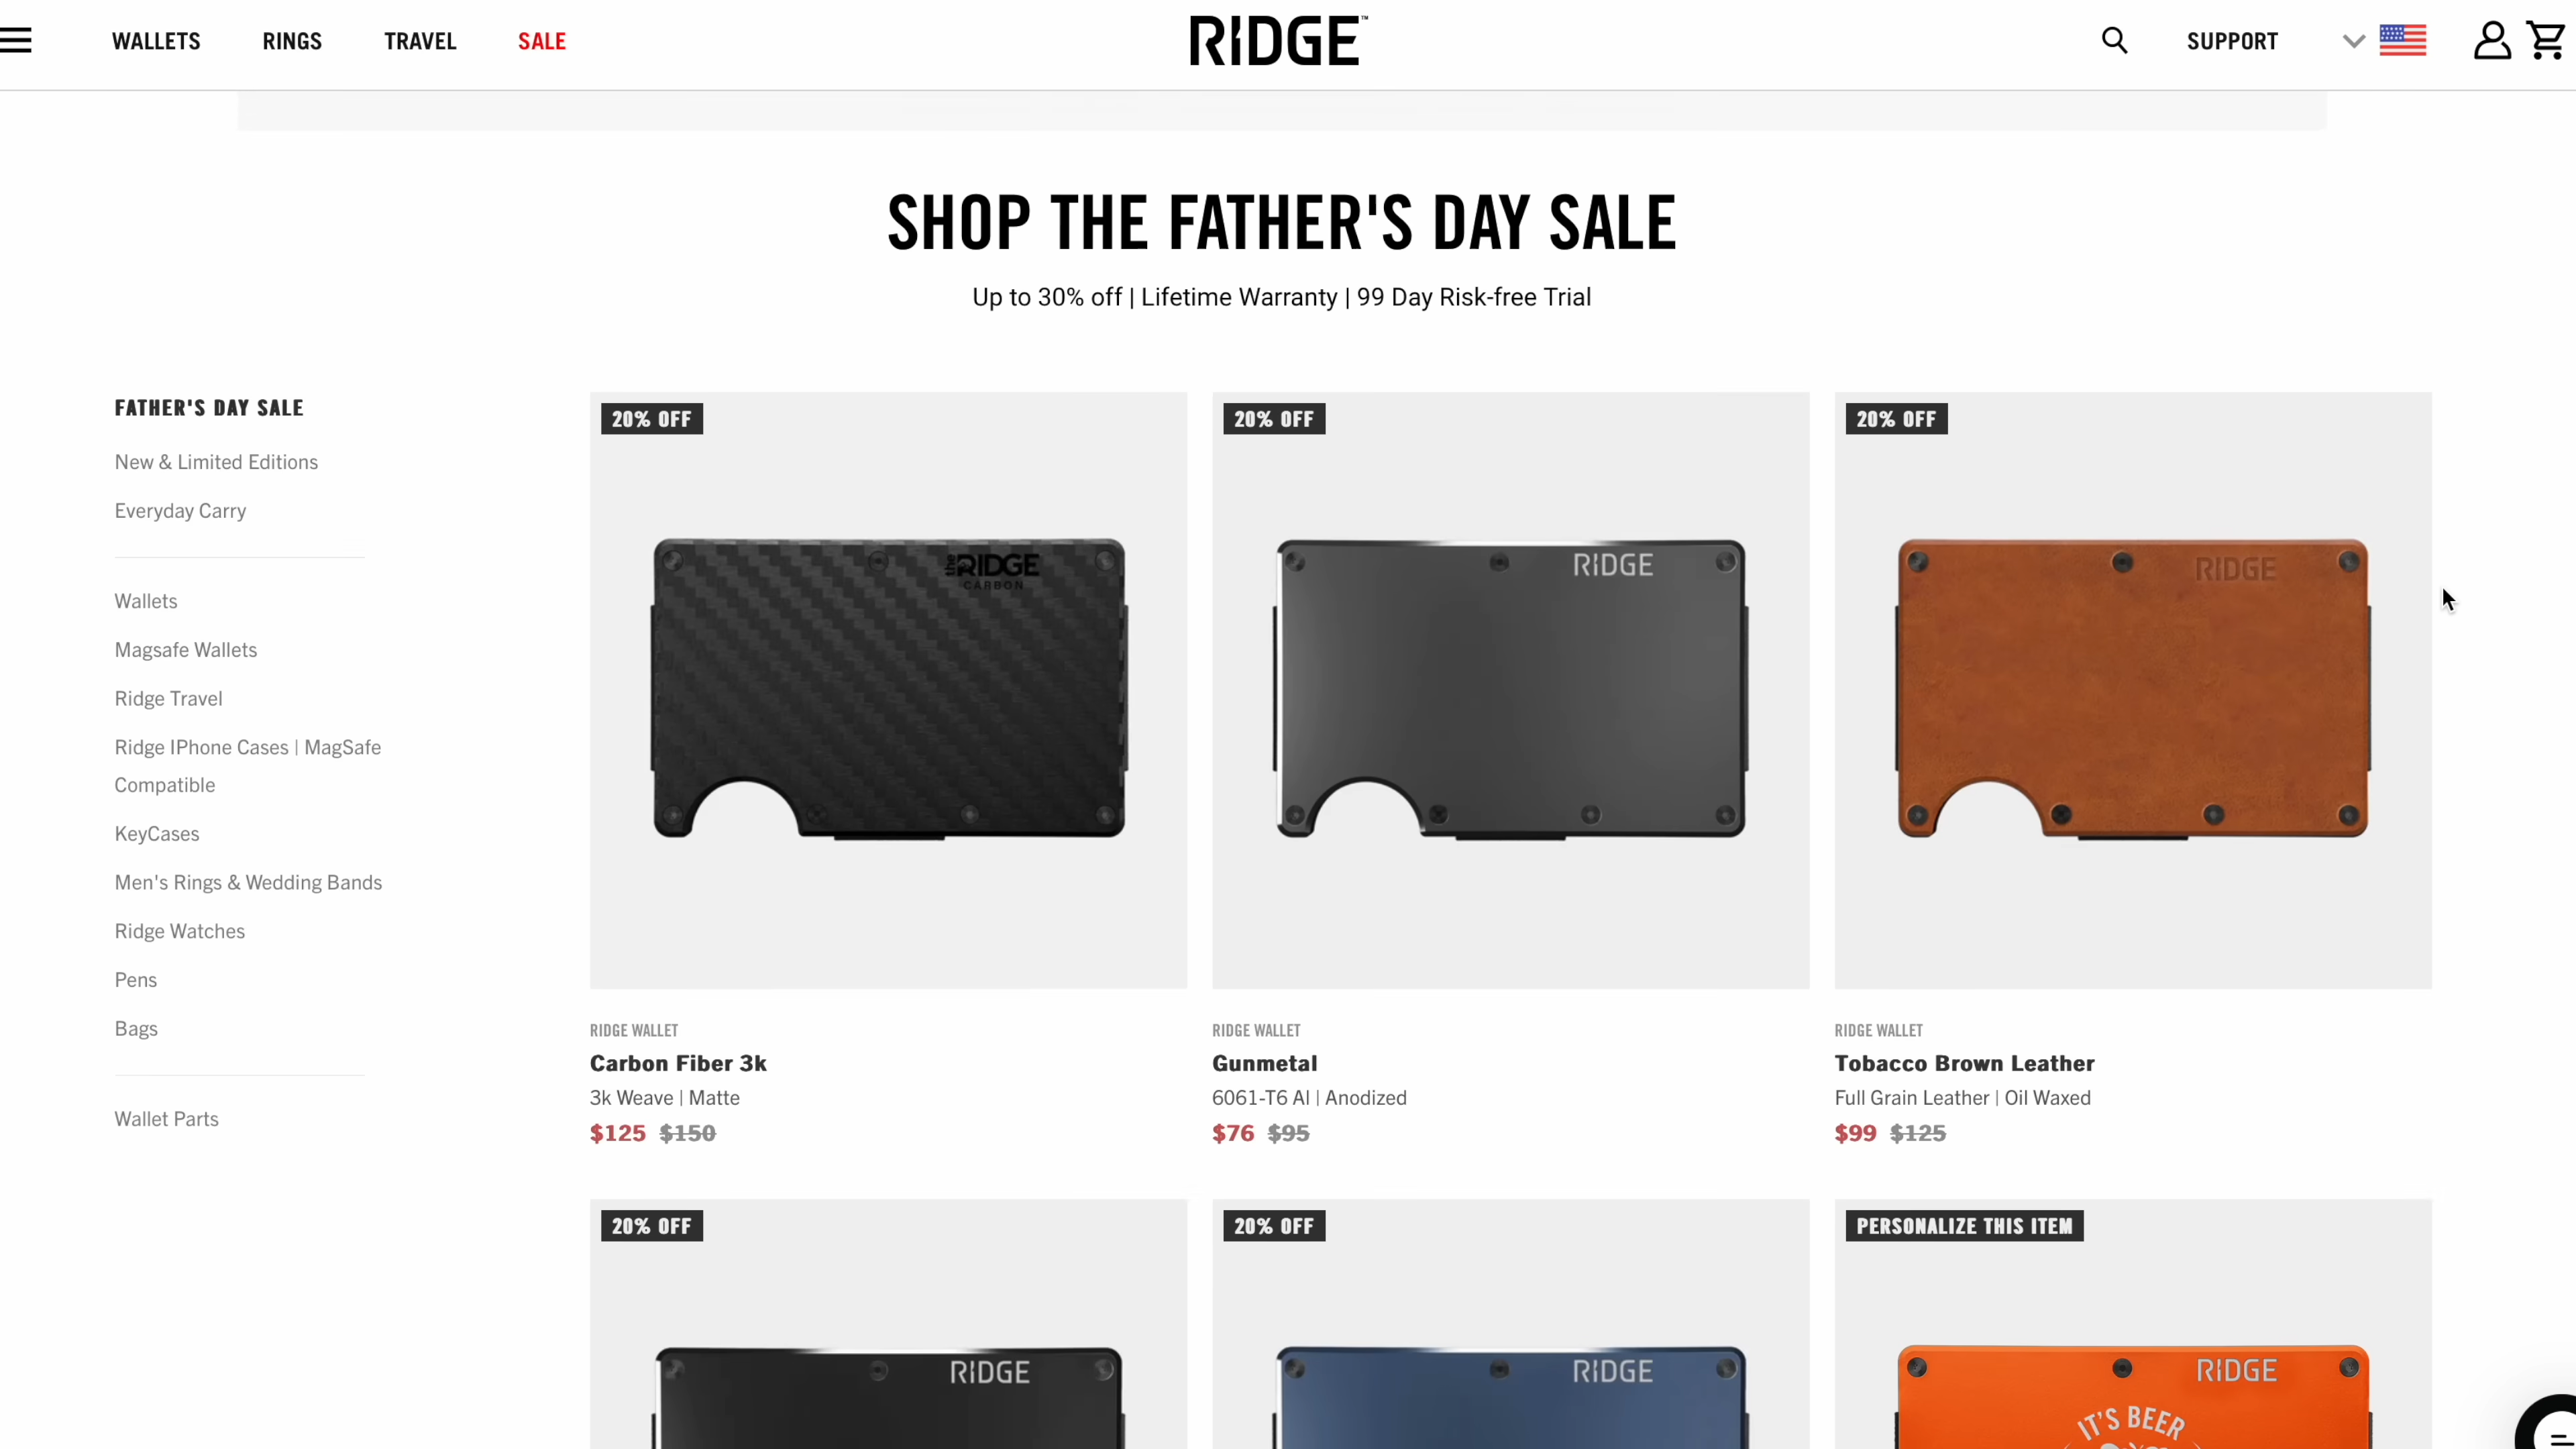 WALLETS RINGS TRAVEL SALE RIDGE™ SUPPORT
SHOP THE FATHER'S DAY SALE
Up to 30% off | Lifetime Warranty | 99 Day Risk-free Trial
FATHER'S DAY SALE
New & Limited Editions
Everyday Carry
Wallets
Magsafe Wallets
Ridge Travel
Ridge IPhone Cases | MagSafe
Compatible
KeyCases
Men's Rings & Wedding Bands
Ridge Watches
Pens
Bags
Wallet Parts
20% OFF
the RIDGE
CARBON
RIDGE WALLET
Carbon Fiber 3k
3k Weave | Matte
$125 $150
20% OFF
RIDGE
RIDGE WALLET
Gunmetal
6061-T6 Al | Anodized
$76 $95
20% OFF
RIDGE
RIDGE WALLET
Tobacco Brown Leather
Full Grain Leather | Oil Waxed
$99 $125
20% OFF
RIDGE
20% OFF
RIDGE
PERSONALIZE THIS ITEM
RIDGE
IT'S BEER